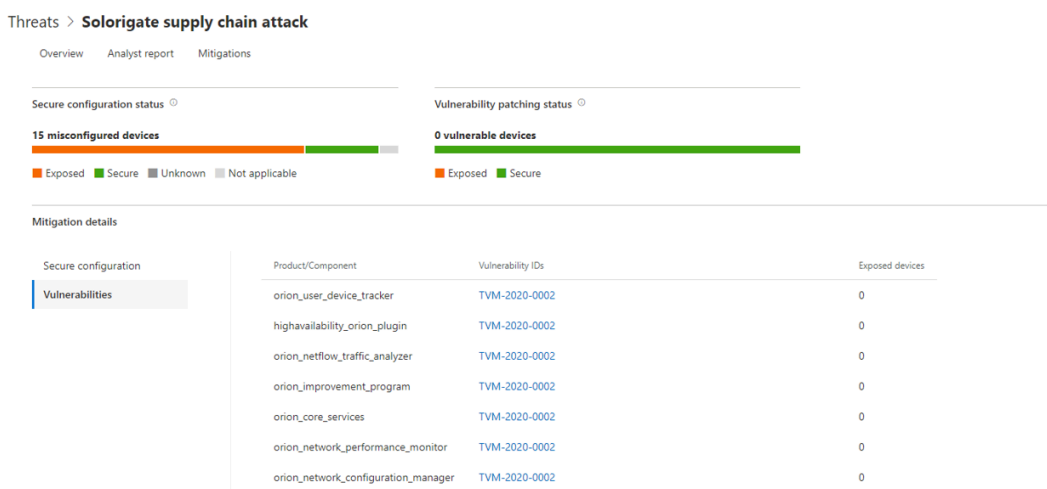 Threats > Solorigate supply chain attack
Overview Analyst report Mitigations
Secure configuration status
15 misconfigured devices
Exposed Secure Unknown Not applicable
Vulnerability patching status
0 vulnerable devices
Exposed Secure
Mitigation details
Secure configuration
Vulnerabilities
Product/Component Vulnerability IDs Exposed devices
orion_user_device_tracker TVM-2020-0002 0
highavailability_orion_plugin TVM-2020-0002 0
orion_netflow_traffic_analyzer TVM-2020-0002 0
orion_improvement_program TVM-2020-0002 0
orion_core_services TVM-2020-0002 0
orion_network_performance_monitor TVM-2020-0002 0
orion_network_configuration_manager TVM-2020-0002 0